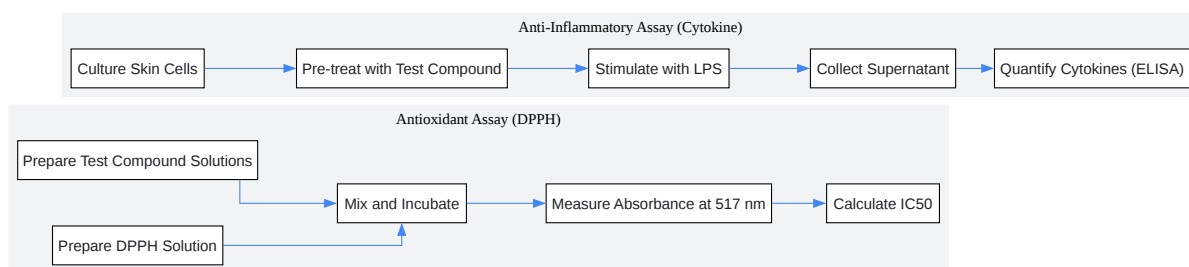 Anti-Inflammatory Assay (Cytokine)
Culture Skin Cells
Pre-treat with Test Compound
Stimulate with LPS
Collect Supernatant
Quantify Cytokines (ELISA)
Antioxidant Assay (DPPH)
Prepare Test Compound Solutions
Mix and Incubate
Measure Absorbance at 517 nm
Calculate IC50
Prepare DPPH Solution